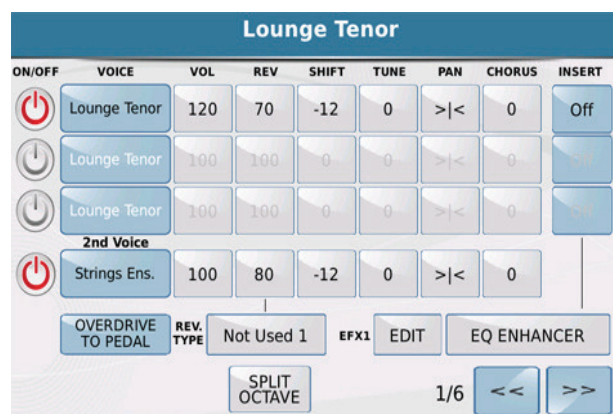 Lounge Tenor
ON/OFF VOICE VOL REV SHIFT TUNE PAN CHORUS INSERT
Lounge Tenor 120 70 -12 0 >|< 0 Off
Lounge Tenor 100 100 0 0 >|< 0 Off
Lounge Tenor 100 100 0 0 >|< 0
2nd Voice
Strings Ens. 100 80 -12 0 >|< 0
OVERDRIVE TO PEDAL REV. TYPE Not Used 1 EFX1 EDIT EQ ENHANCER
SPLIT OCTAVE 1/6 << >>